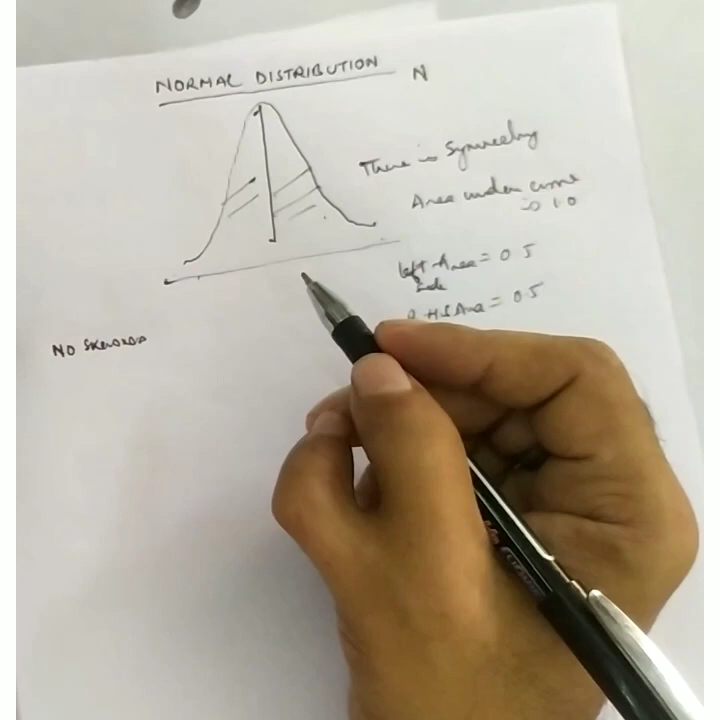 NORMAL DISTRIBUTION N
There is Symmetry
Area under curve
is 1.0
left Area = 0.5
Side
R.H.S Area = 0.5
NO